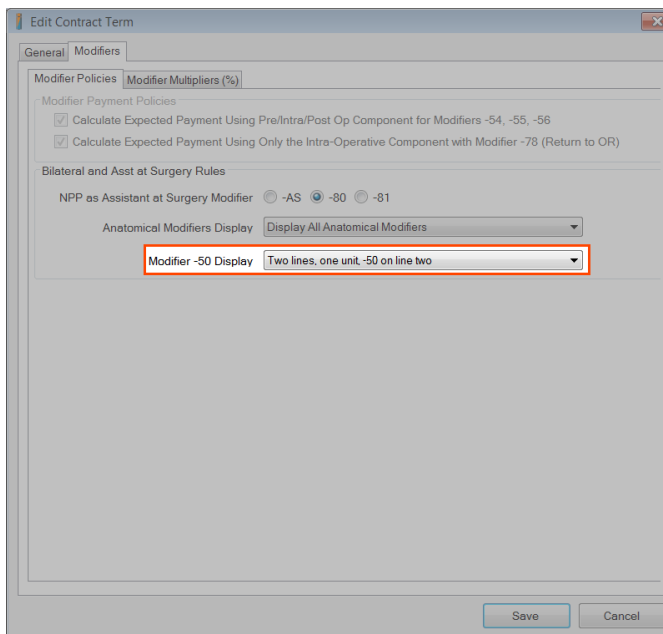 Edit Contract Term
General Modifiers
Modifier Policies Modifier Multipliers (%)
Modifier Payment Policies
Calculate Expected Payment Using Pre/Intra/Post Op Component for Modifiers -54, -55, -56
Calculate Expected Payment Using Only the Intra-Operative Component with Modifier -78 (Return to OR)
Bilateral and Asst at Surgery Rules
NPP as Assistant at Surgery Modifier -AS -80 -81
Anatomical Modifiers Display Display All Anatomical Modifiers
Modifier -50 Display Two lines, one unit, -50 on line two
Save Cancel